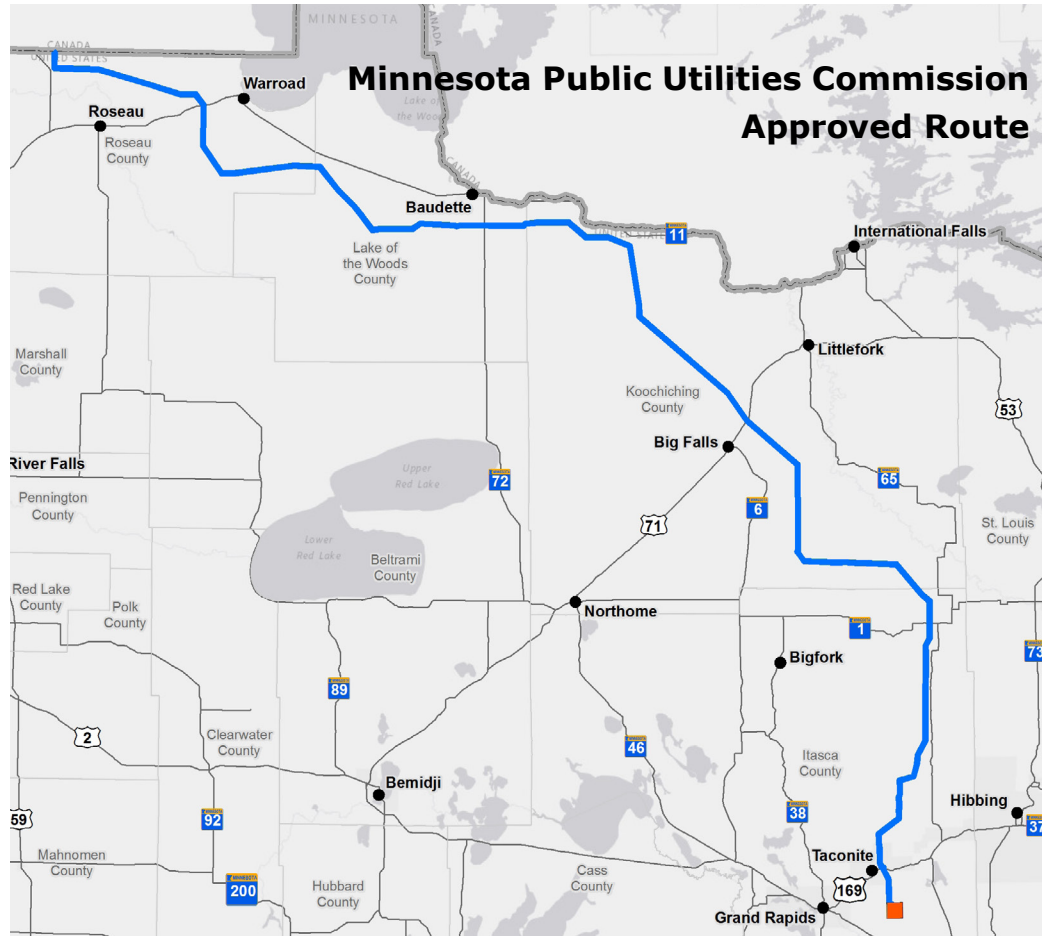 MINNESOTA
CANADA
CANADA
UNITED STATES
Minnesota Public Utilities Commission
Approved Route
Warroad
Lake of
the Woods
Roseau
Roseau
County
CANADA
Baudette
UNITED STATES
11
International Falls
Lake of
the Woods
County
Littlefork
Marshall
County
Koochiching
County
53
Big Falls
River Falls
Upper
Red Lake
72
65
Pennington
County
6
71
St. Louis
County
Lower
Red Lake
Beltrami
County
Red Lake
County
Polk
County
Northome
1
73
Bigfork
89
2
Clearwater
County
46
Itasca
County
Bemidji
Hibbing
59
92
38
37
Mahnomen
County
Taconite
200
Hubbard
County
Cass
County
169
Grand Rapids